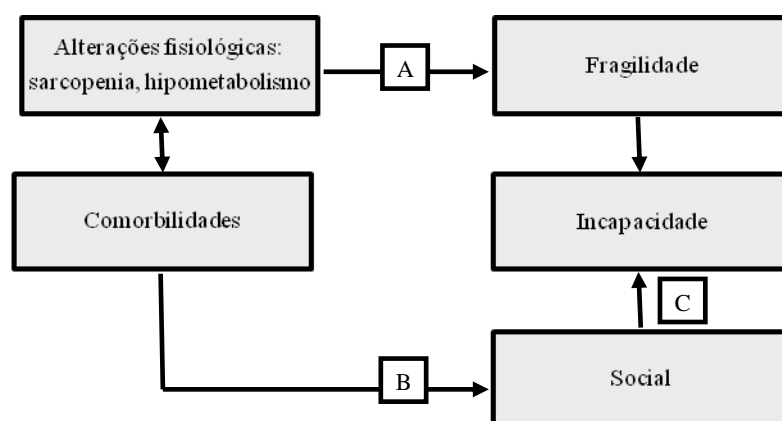 Alterações fisiológicas:
sarcopenia, hipometabolismo
A
Fragilidade
Comorbilidades
Incapacidade
C
B
Social